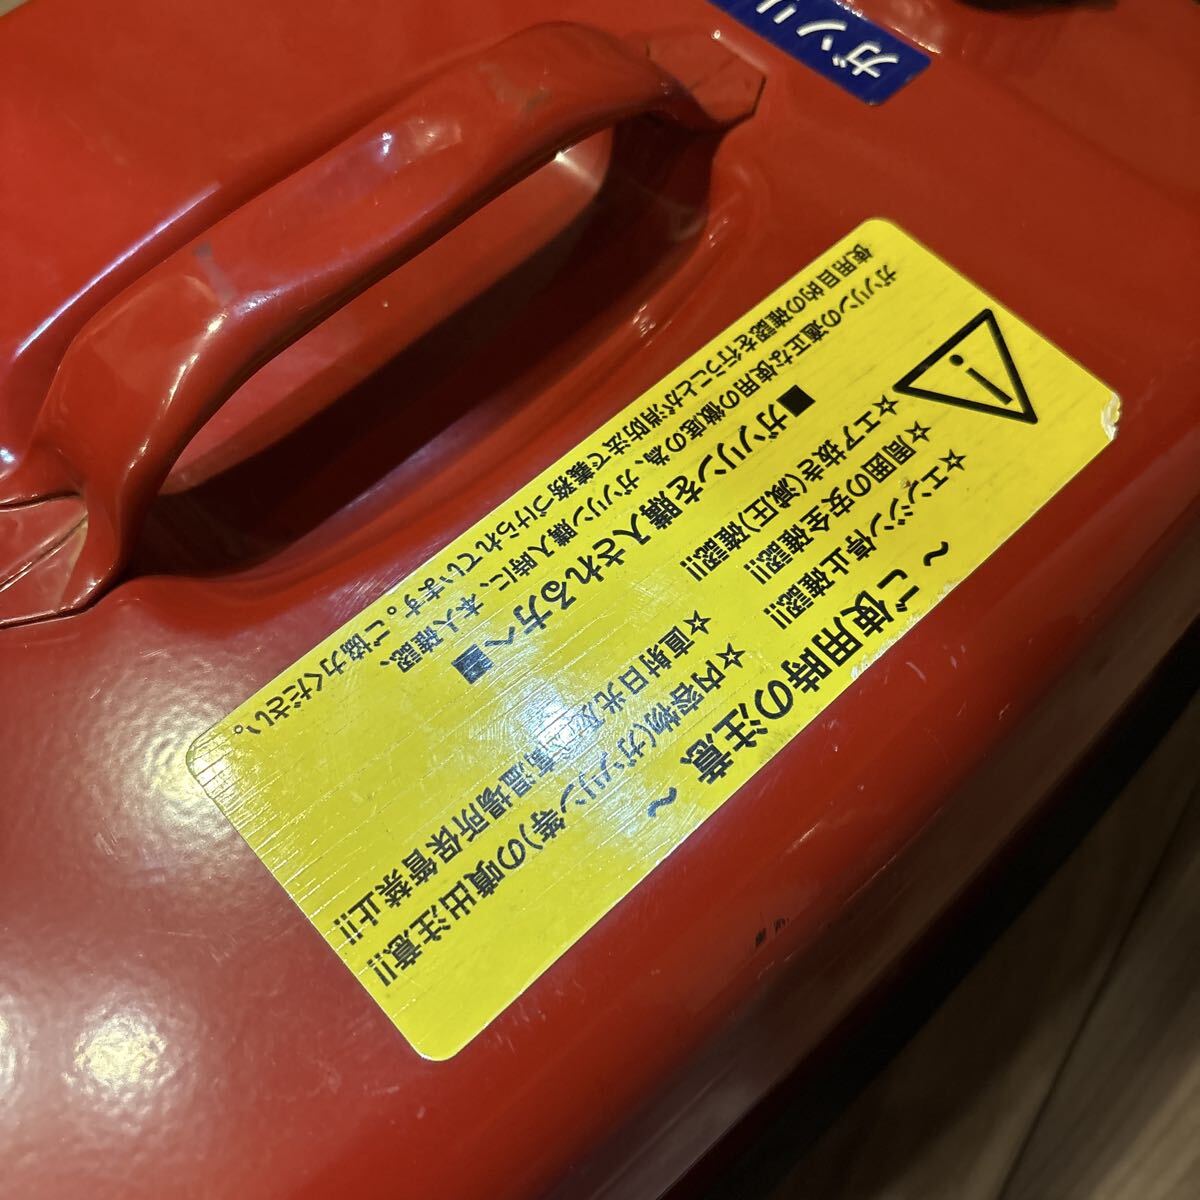 ガソリ
～ご使用時の注意～
☆エンジン停止確認!!
☆周囲の安全確認!!
☆エア抜き(減圧)確認!!
☆内容物(ガソリン等)の噴出注意!!
☆直射日光及び高温場所保管禁止!!
■ガソリンを購入される方へ■
ガソリンの適正な使用の徹底の為、ガソリン購入時に、本人確認、
使用目的の確認を行うことが消防法で義務づけられています。ご協力ください。